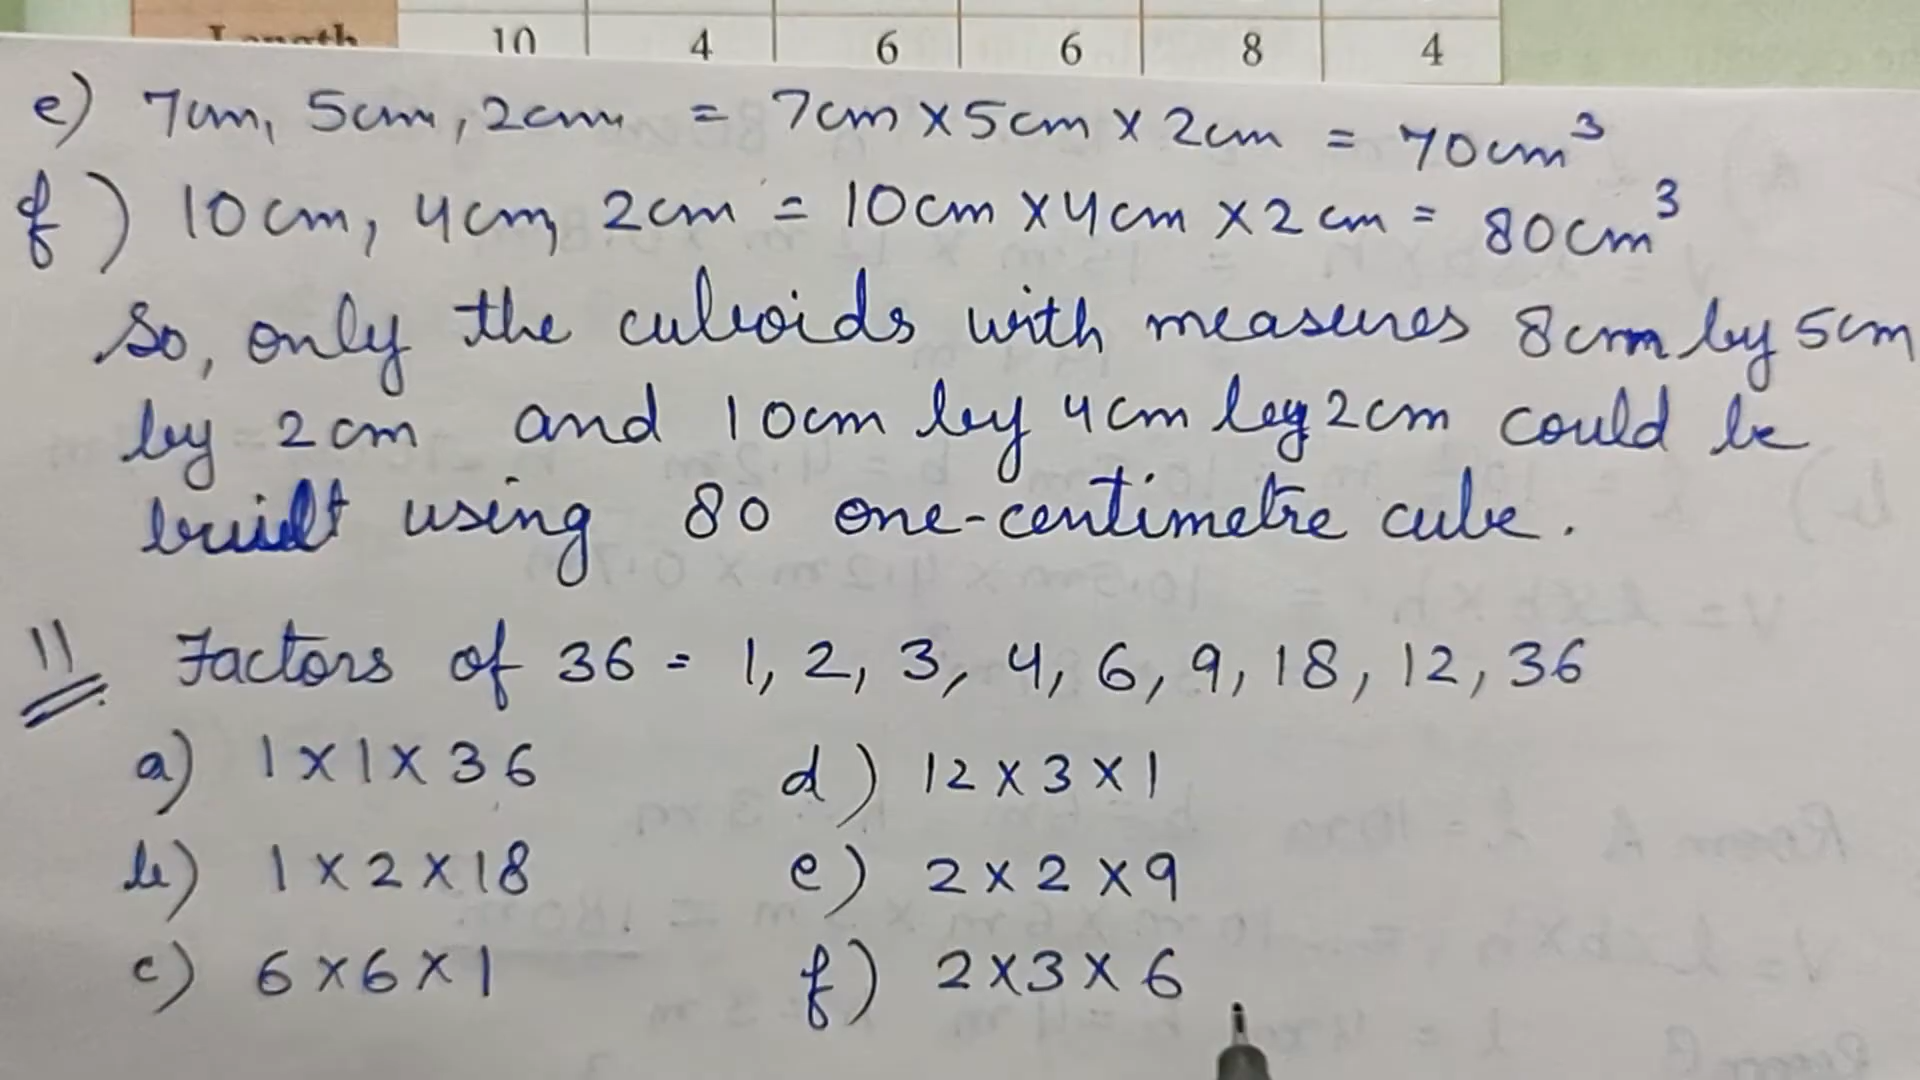 Length 10 4 6 6 8 4
e) 7cm, 5cm, 2cm = 7cm × 5cm × 2cm = 70cm³
f) 10cm, 4cm, 2cm = 10cm × 4cm × 2cm = 80cm³
So, only the cuboids with measures 8cm by 5cm
by 2cm and 10cm by 4cm by 2cm could be
built using 80 one-centimetre cube.
11. Factors of 36 = 1, 2, 3, 4, 6, 9, 18, 12, 36
a) 1 × 1 × 36 d) 12 × 3 × 1
b) 1 × 2 × 18 e) 2 × 2 × 9
c) 6 × 6 × 1 f) 2 × 3 × 6